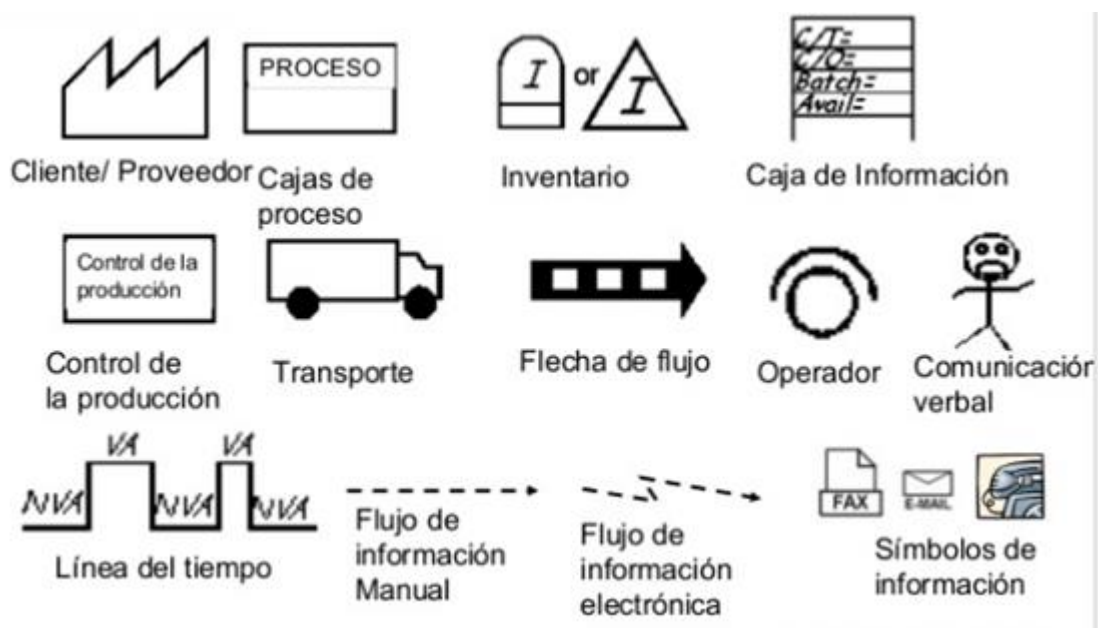 PROCESO
I or I
C/T=
C/O=
Batch=
Avail=
Cliente/ Proveedor
Cajas de
proceso
Inventario
Caja de Información
Control de la
producción
Control de
la producción
Transporte
Flecha de flujo
Operador
Comunicación
verbal
VA VA
NVA NVA NVA
Línea del tiempo
Flujo de
información
Manual
Flujo de
información
electrónica
FAX
E-MAIL
Símbolos de
información